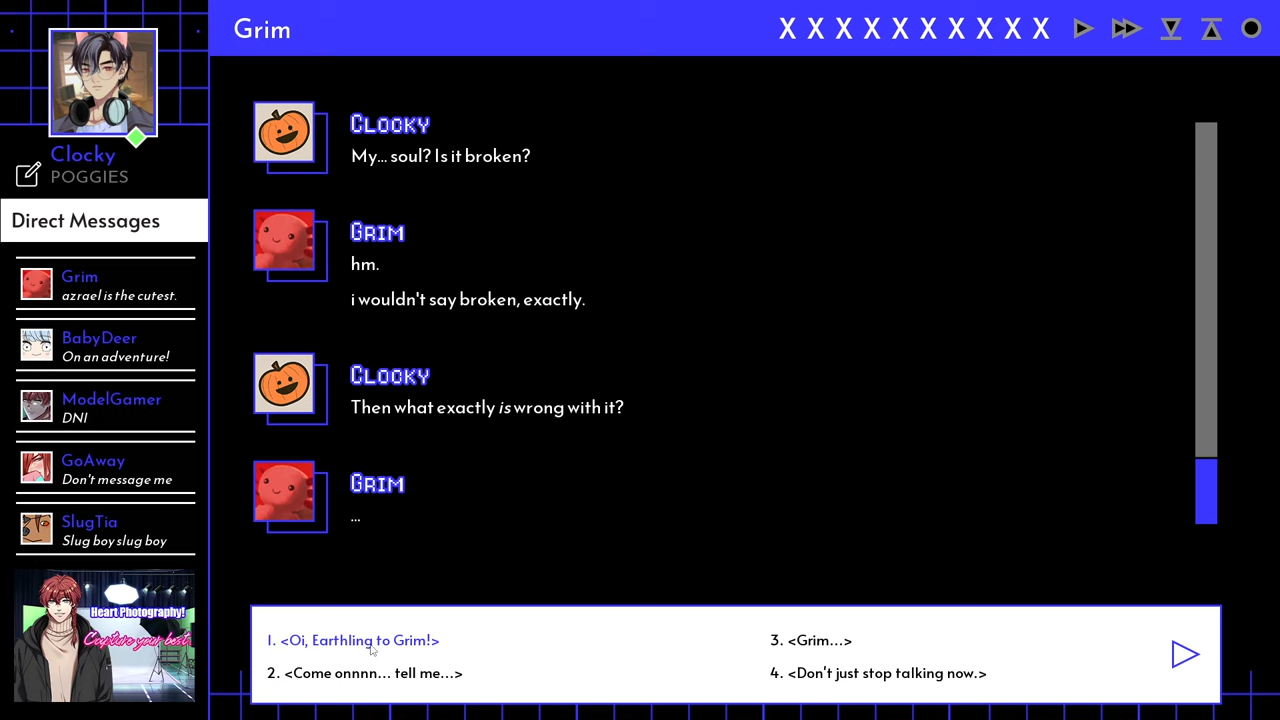 Grim
X X X X X X X X X X
Clocky
POGGIES
Direct Messages
Grim
azrael is the cutest.
BabyDeer
On an adventure!
ModelGamer
DNI
GoAway
Don't message me
SlugTia
Slug boy slug boy
Heart Photography!
Capture your best.
Clocky
My... soul? Is it broken?
Grim
hm.
i wouldn't say broken, exactly.
Clocky
Then what exactly is wrong with it?
Grim
...
1. <Oi, Earthling to Grim!>
2. <Come onnnn... tell me...>
3. <Grim...>
4. <Don't just stop talking now.>